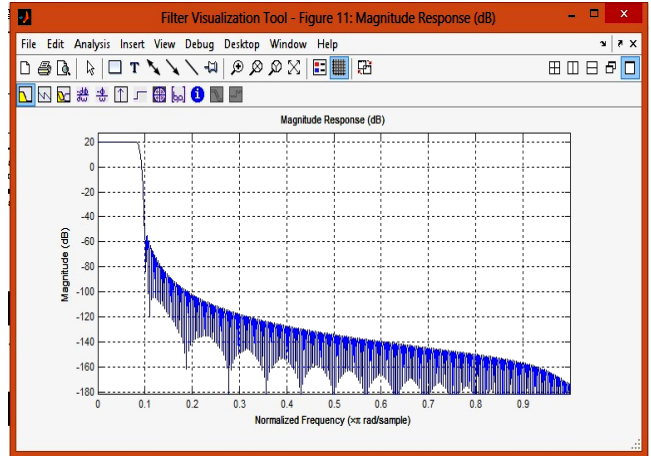 Filter Visualization Tool - Figure 11: Magnitude Response (dB)
File Edit Analysis Insert View Debug Desktop Window Help
Magnitude Response (dB)
20
0
-20
-40
-60
-80
-100
-120
-140
-160
-180
Magnitude (dB)
0 0.1 0.2 0.3 0.4 0.5 0.6 0.7 0.8 0.9
Normalized Frequency (×π rad/sample)